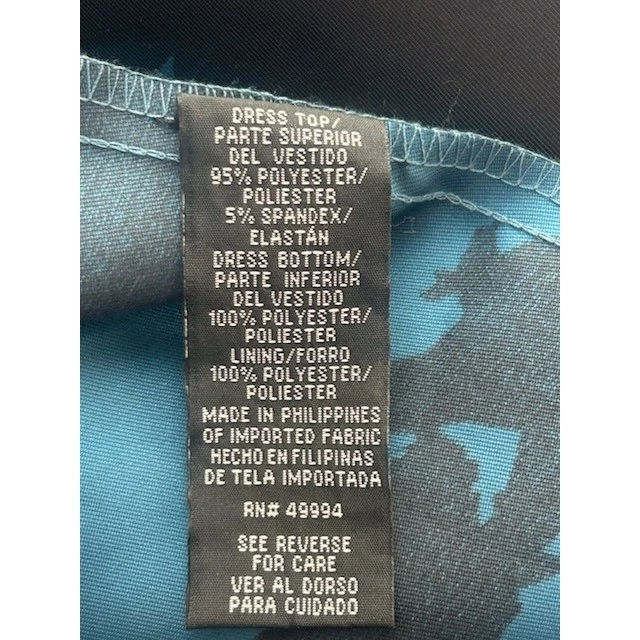 DRESS TOP/
PARTE SUPERIOR
DEL VESTIDO
95% POLYESTER/
POLIESTER
5% SPANDEX/
ELASTÁN
DRESS BOTTOM/
PARTE INFERIOR
DEL VESTIDO
100% POLYESTER/
POLIESTER
LINING/FORRO
100% POLYESTER/
POLIESTER
MADE IN PHILIPPINES
OF IMPORTED FABRIC
HECHO EN FILIPINAS
DE TELA IMPORTADA
RN# 49994
SEE REVERSE
FOR CARE
VER AL DORSO
PARA CUIDADO